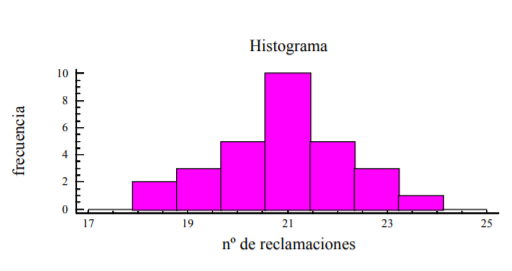 Histograma
frecuencia
10
8
6
4
2
0
17 19 21 23 25
nº de reclamaciones